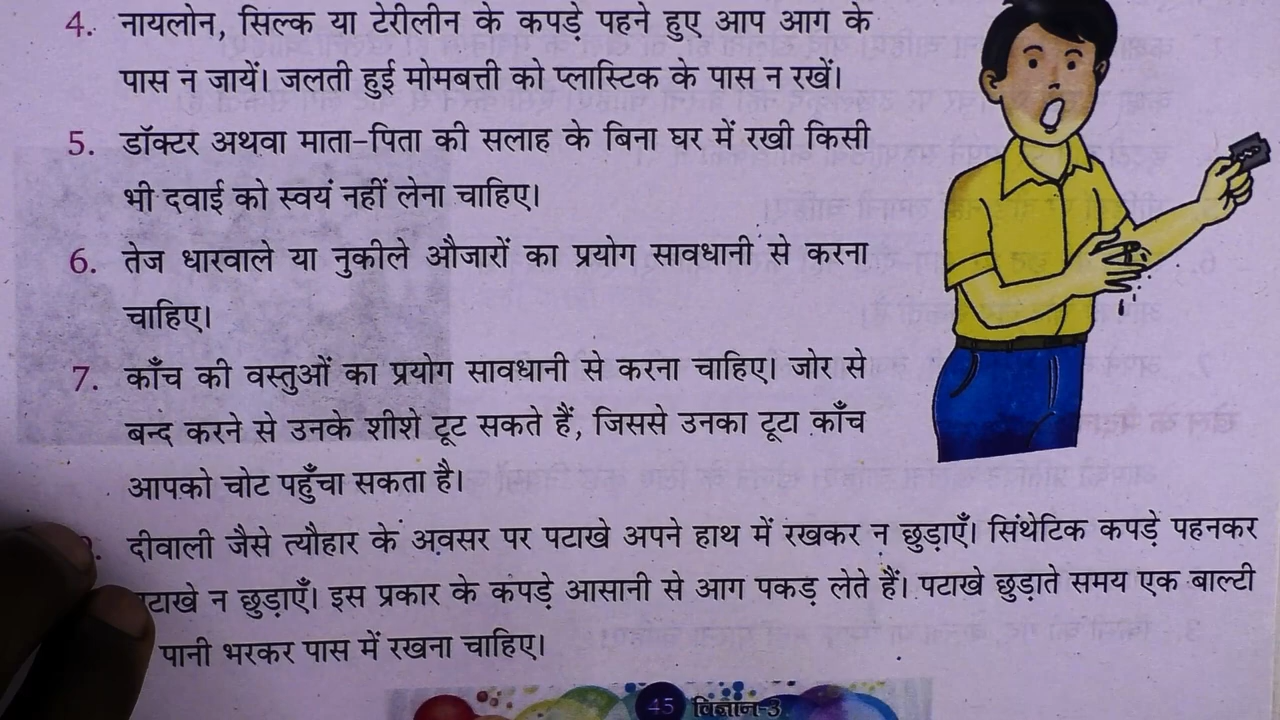 4. नायलोन, सिल्क या टेरीलीन के कपड़े पहने हुए आप आग के
पास न जायें। जलती हुई मोमबत्ती को प्लास्टिक के पास न रखें।
5. डॉक्टर अथवा माता-पिता की सलाह के बिना घर में रखी किसी
भी दवाई को स्वयं नहीं लेना चाहिए।
6. तेज धारवाले या नुकीले औजारों का प्रयोग सावधानी से करना
चाहिए।
7. काँच की वस्तुओं का प्रयोग सावधानी से करना चाहिए। जोर से
बन्द करने से उनके शीशे टूट सकते हैं, जिससे उनका टूटा काँच
आपको चोट पहुँचा सकता है।
दीवाली जैसे त्यौहार के अवसर पर पटाखे अपने हाथ में रखकर न छुड़ाएँ। सिंथेटिक कपड़े पहनकर
पटाखे न छुड़ाएँ। इस प्रकार के कपड़े आसानी से आग पकड़ लेते हैं। पटाखे छुड़ाते समय एक बाल्टी
पानी भरकर पास में रखना चाहिए।
45 विज्ञान-3